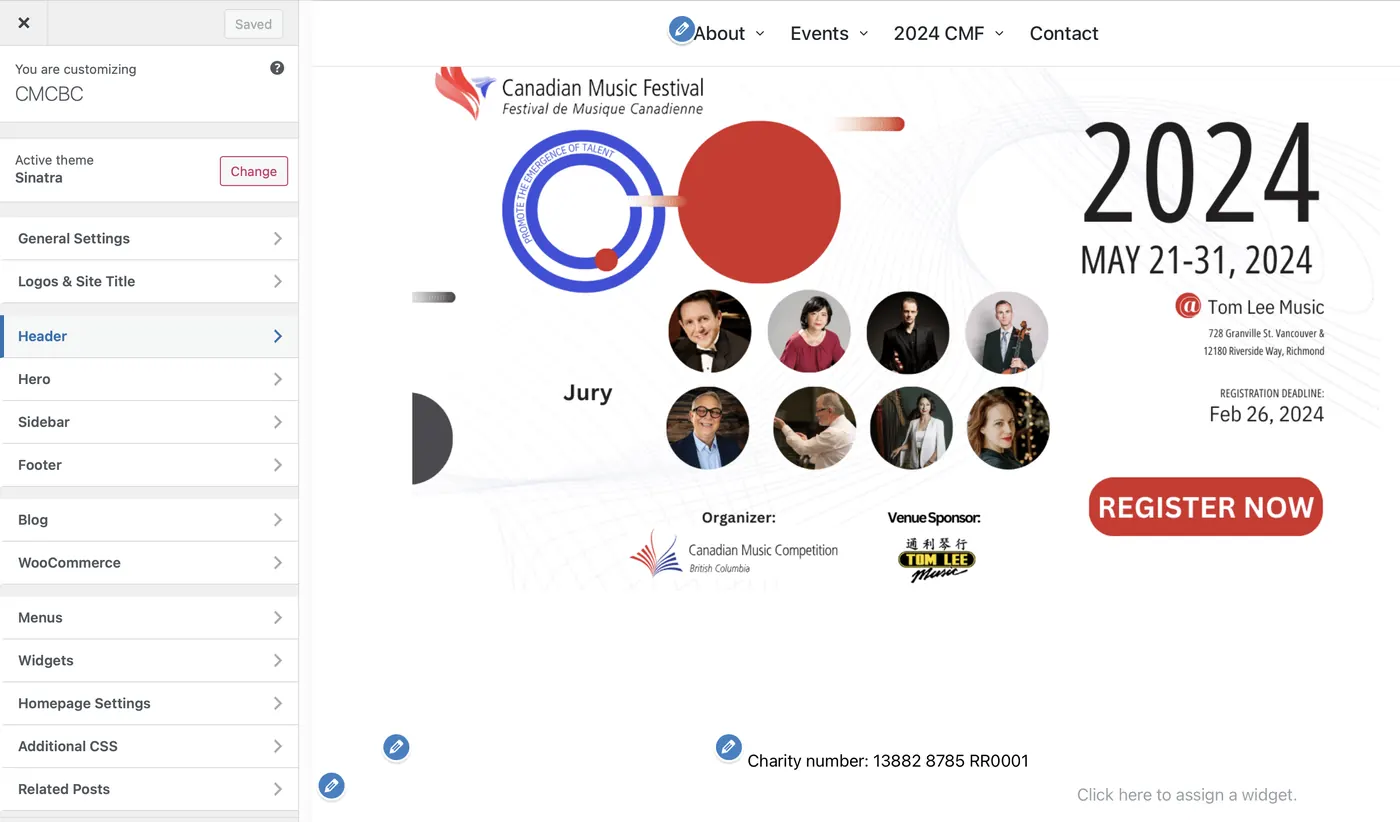 Saved
You are customizing
CMCBC
Active theme
Sinatra
Change
General Settings
Logos & Site Title
Header
Hero
Sidebar
Footer
Blog
WooCommerce
Menus
Widgets
Homepage Settings
Additional CSS
Related Posts
About
Events
2024 CMF
Contact
Canadian Music Festival
Festival de Musique Canadienne
PROMOTE THE EMERGENCE OF TALENT
2024
MAY 21-31, 2024
@ Tom Lee Music
728 Granville St. Vancouver &
12180 Riverside Way, Richmond
REGISTRATION DEADLINE:
Feb 26, 2024
Jury
REGISTER NOW
Organizer:
Canadian Music Competition
British Columbia
Venue Sponsor:
通利琴行
TOM LEE
Music
Charity number: 13882 8785 RR0001
Click here to assign a widget.